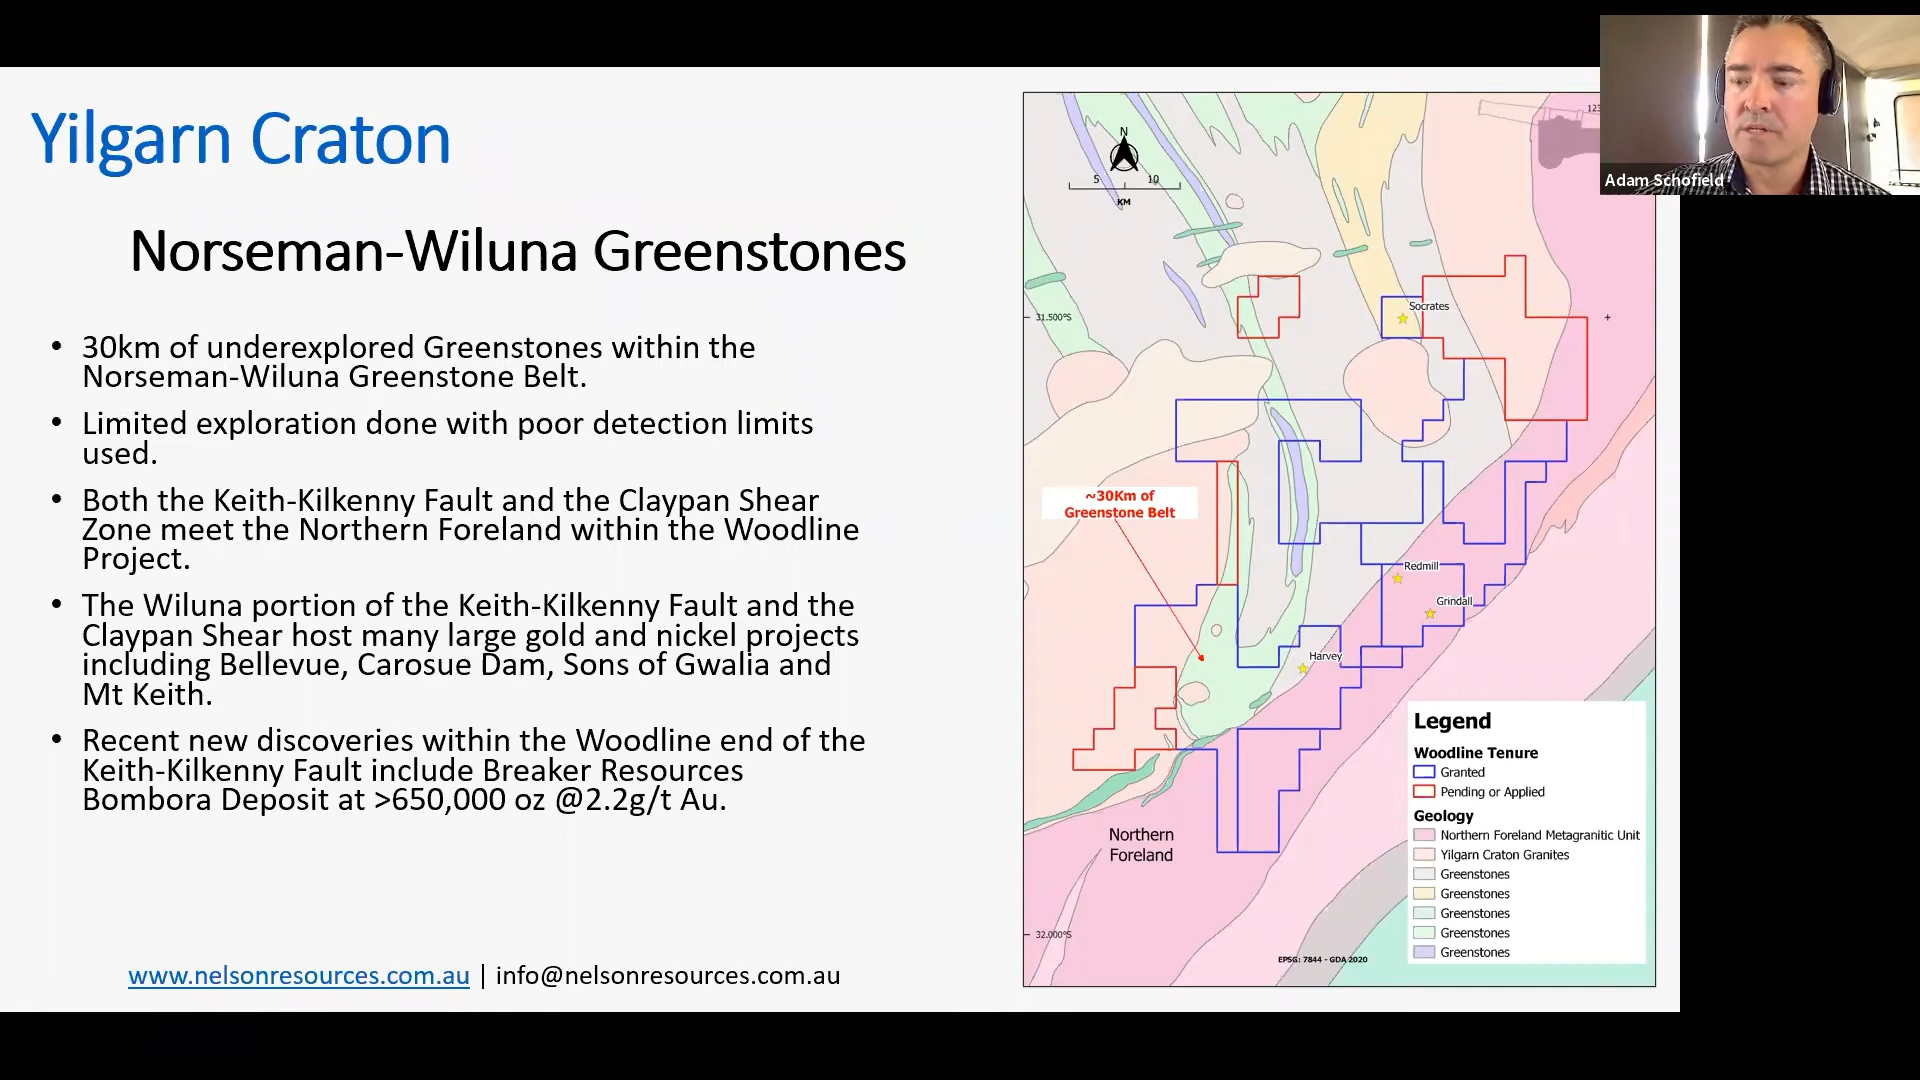 Yilgarn Craton
Norseman-Wiluna Greenstones
• 30km of underexplored Greenstones within the
Norseman-Wiluna Greenstone Belt.
• Limited exploration done with poor detection limits
used.
• Both the Keith-Kilkenny Fault and the Claypan Shear
Zone meet the Northern Foreland within the Woodline
Project.
• The Wiluna portion of the Keith-Kilkenny Fault and the
Claypan Shear host many large gold and nickel projects
including Bellevue, Carosue Dam, Sons of Gwalia and
Mt Keith.
• Recent new discoveries within the Woodline end of the
Keith-Kilkenny Fault include Breaker Resources
Bombora Deposit at >650,000 oz @2.2g/t Au.
www.nelsonresources.com.au | info@nelsonresources.com.au
N
5 10
KM
31.500°S
Socrates
~30Km of
Greenstone Belt
Redmill
Grindall
Harvey
Northern
Foreland
32.000°S
EPSG: 7844 - GDA 2020
Legend
Woodline Tenure
Granted
Pending or Applied
Geology
Northern Foreland Metagranitic Unit
Yilgarn Craton Granites
Greenstones
Greenstones
Greenstones
Greenstones
Greenstones
Adam Schofield